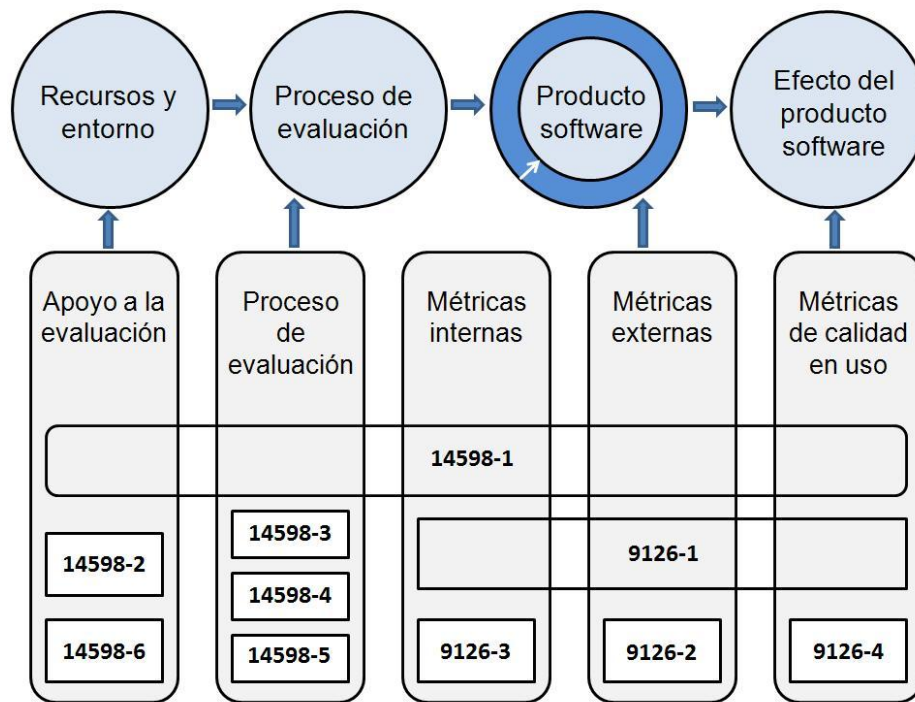 Recursos y
entorno
Proceso de
evaluación
Producto
software
Efecto del
producto
software
Apoyo a la
evaluación
Proceso
de
evaluación
Métricas
internas
Métricas
externas
Métricas
de calidad
en uso
14598-1
14598-2
14598-6
14598-3
14598-4
14598-5
9126-1
9126-3
9126-2
9126-4